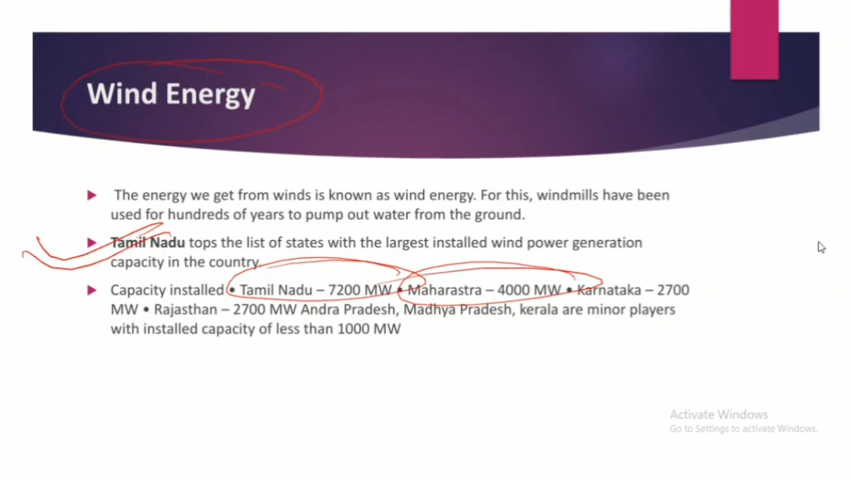 Wind Energy
The energy we get from winds is known as wind energy. For this, windmills have been
used for hundreds of years to pump out water from the ground.
Tamil Nadu tops the list of states with the largest installed wind power generation
capacity in the country.
Capacity installed • Tamil Nadu – 7200 MW • Maharastra – 4000 MW • Karnataka – 2700
MW • Rajasthan – 2700 MW Andra Pradesh, Madhya Pradesh, kerala are minor players
with installed capacity of less than 1000 MW
Activate Windows
Go to Settings to activate Windows.